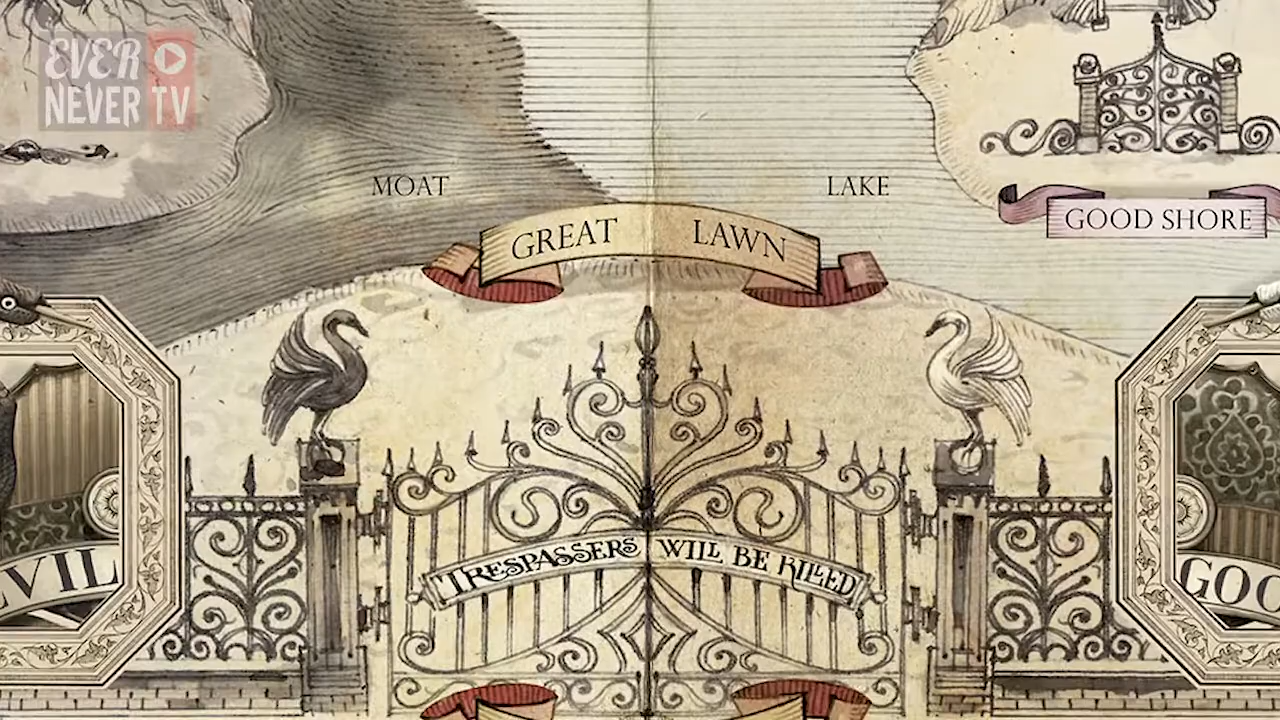 EVER
NEVER TV
MOAT
LAKE
GREAT LAWN
GOOD SHORE
TRESPASSERS WILL BE KILLED